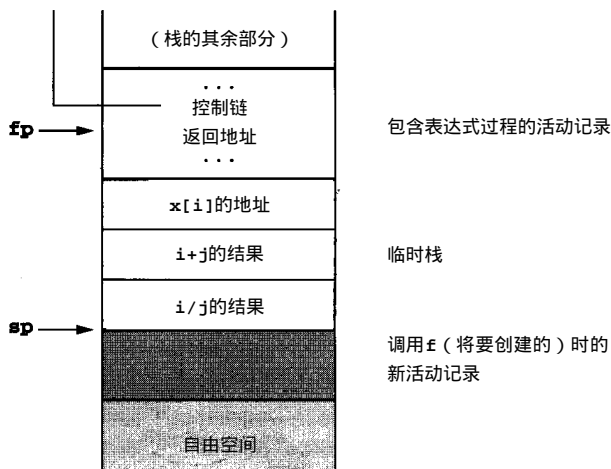 （栈的其余部分）
...
控制链
fp
返回地址
...
包含表达式过程的活动记录
x[i]的地址
i+j的结果
临时栈
i/j的结果
sp
调用f（将要创建的）时的
新活动记录
自由空间